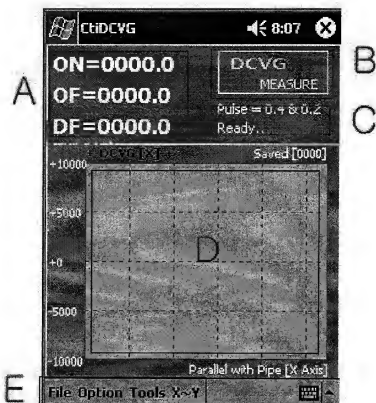 CtiDCVG 8:07
ON=0000.0
OF=0000.0
DF=0000.0
DCVG
MEASURE
Pulse = 0.4 & 0.2
Ready...
A
B
C
DCVG [X] Saved [0000]
+10000
+5000
+0
-5000
-10000
D
Parallel with Pipe [X Axis]
E
File Option Tools X~Y